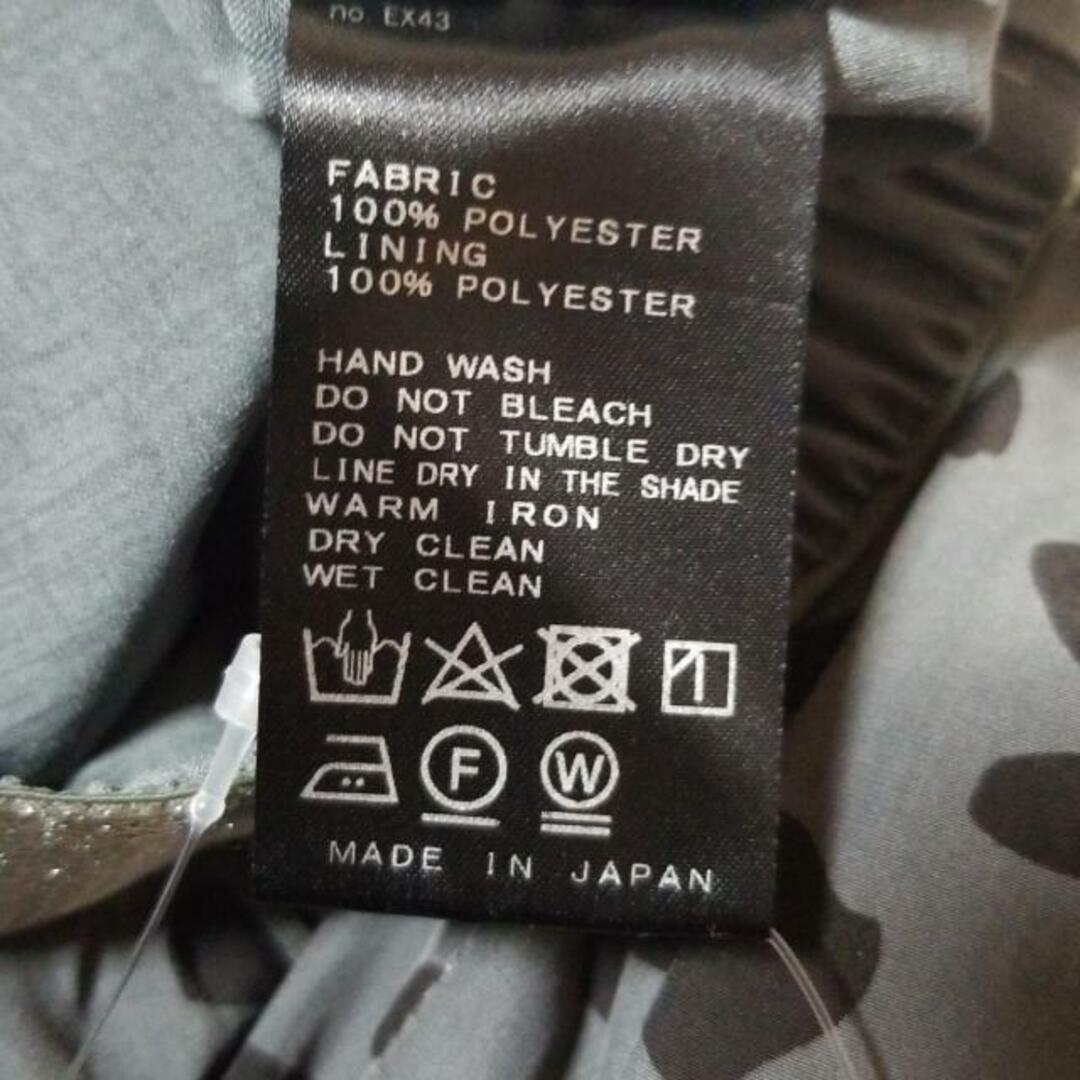 no. EX43
FABRIC
100% POLYESTER
LINING
100% POLYESTER
HAND WASH
DO NOT BLEACH
DO NOT TUMBLE DRY
LINE DRY IN THE SHADE
WARM IRON
DRY CLEAN
WET CLEAN
F W
MADE IN JAPAN